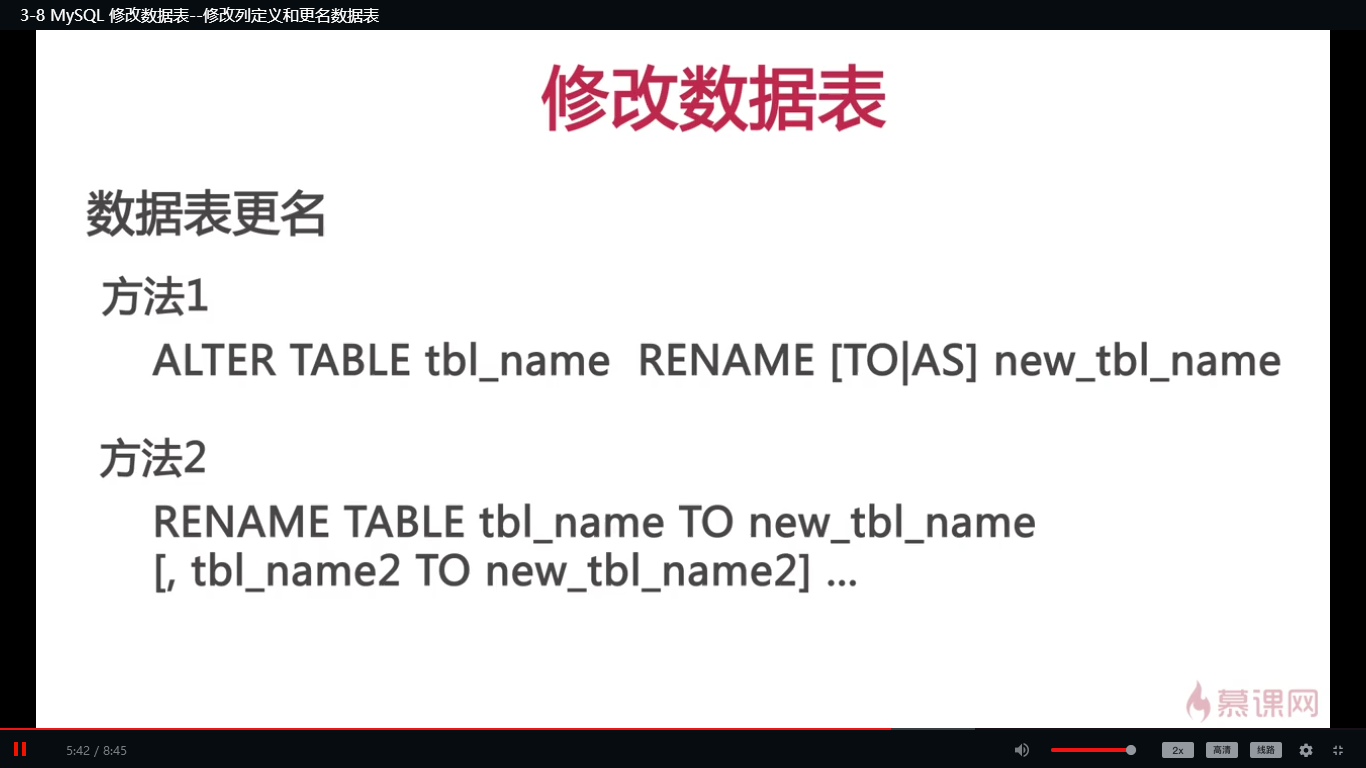 3-8 MySQL 修改数据表--修改列定义和更名数据表
修改数据表
数据表更名
方法1
ALTER TABLE tbl_name RENAME [TO|AS] new_tbl_name
方法2
RENAME TABLE tbl_name TO new_tbl_name
[, tbl_name2 TO new_tbl_name2] ...
慕课网
5:42 / 8:45
2x
高清
线路